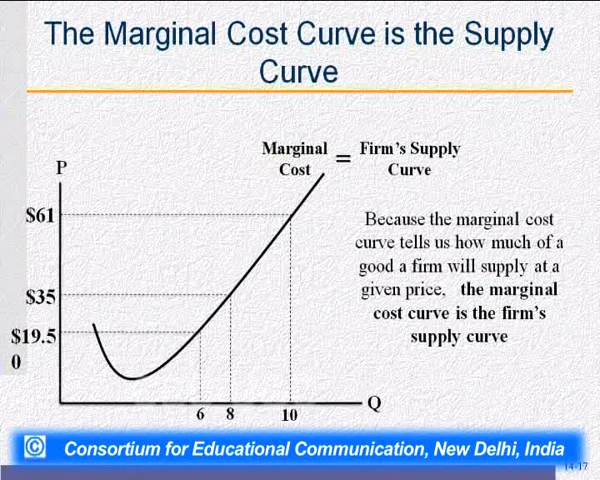 The Marginal Cost Curve is the Supply
Curve
Marginal
Cost
=
Firm's Supply
Curve
P
$61
$35
$19.5
0
Because the marginal cost
curve tells us how much of a
good a firm will supply at a
given price, the marginal
cost curve is the firm's
supply curve
6 8 10
Q
© Consortium for Educational Communication, New Delhi, India
14-17